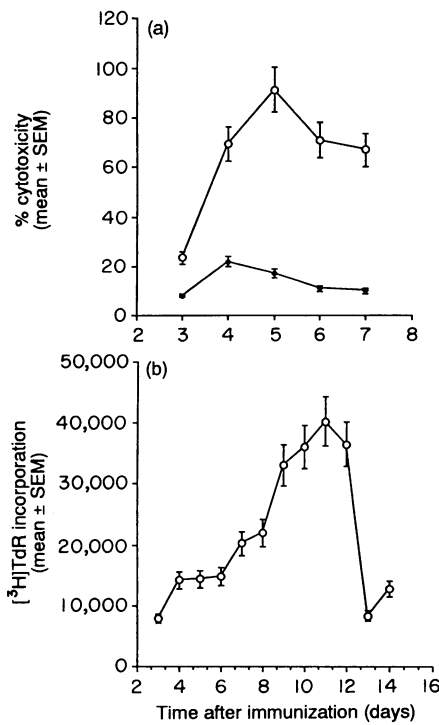 (a)
120
100
80
60
40
20
0
% cytotoxicity
(mean ± SEM)
2 3 4 5 6 7 8
(b)
50,000
40,000
30,000
20,000
10,000
0
[³H]TdR incorporation
(mean ± SEM)
2 4 6 8 10 12 14 16
Time after immunization (days)